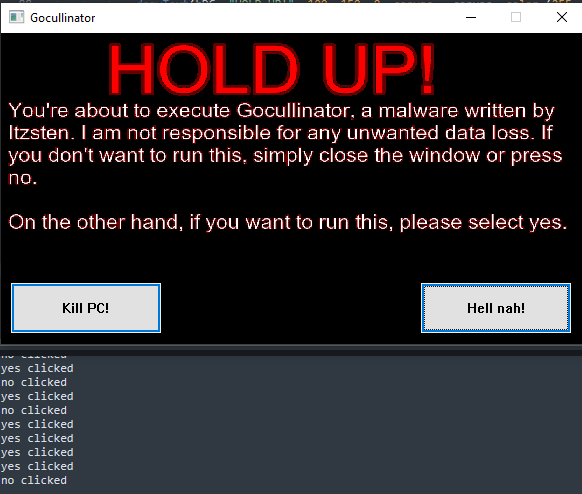 Gocullinator
HOLD UP!
You're about to execute Gocullinator, a malware written by
Itzsten. I am not responsible for any unwanted data loss. If
you don't want to run this, simply close the window or press
no.
On the other hand, if you want to run this, please select yes.
Kill PC!
Hell nah!
no clicked
yes clicked
no clicked
yes clicked
no clicked
yes clicked
yes clicked
yes clicked
yes clicked
no clicked